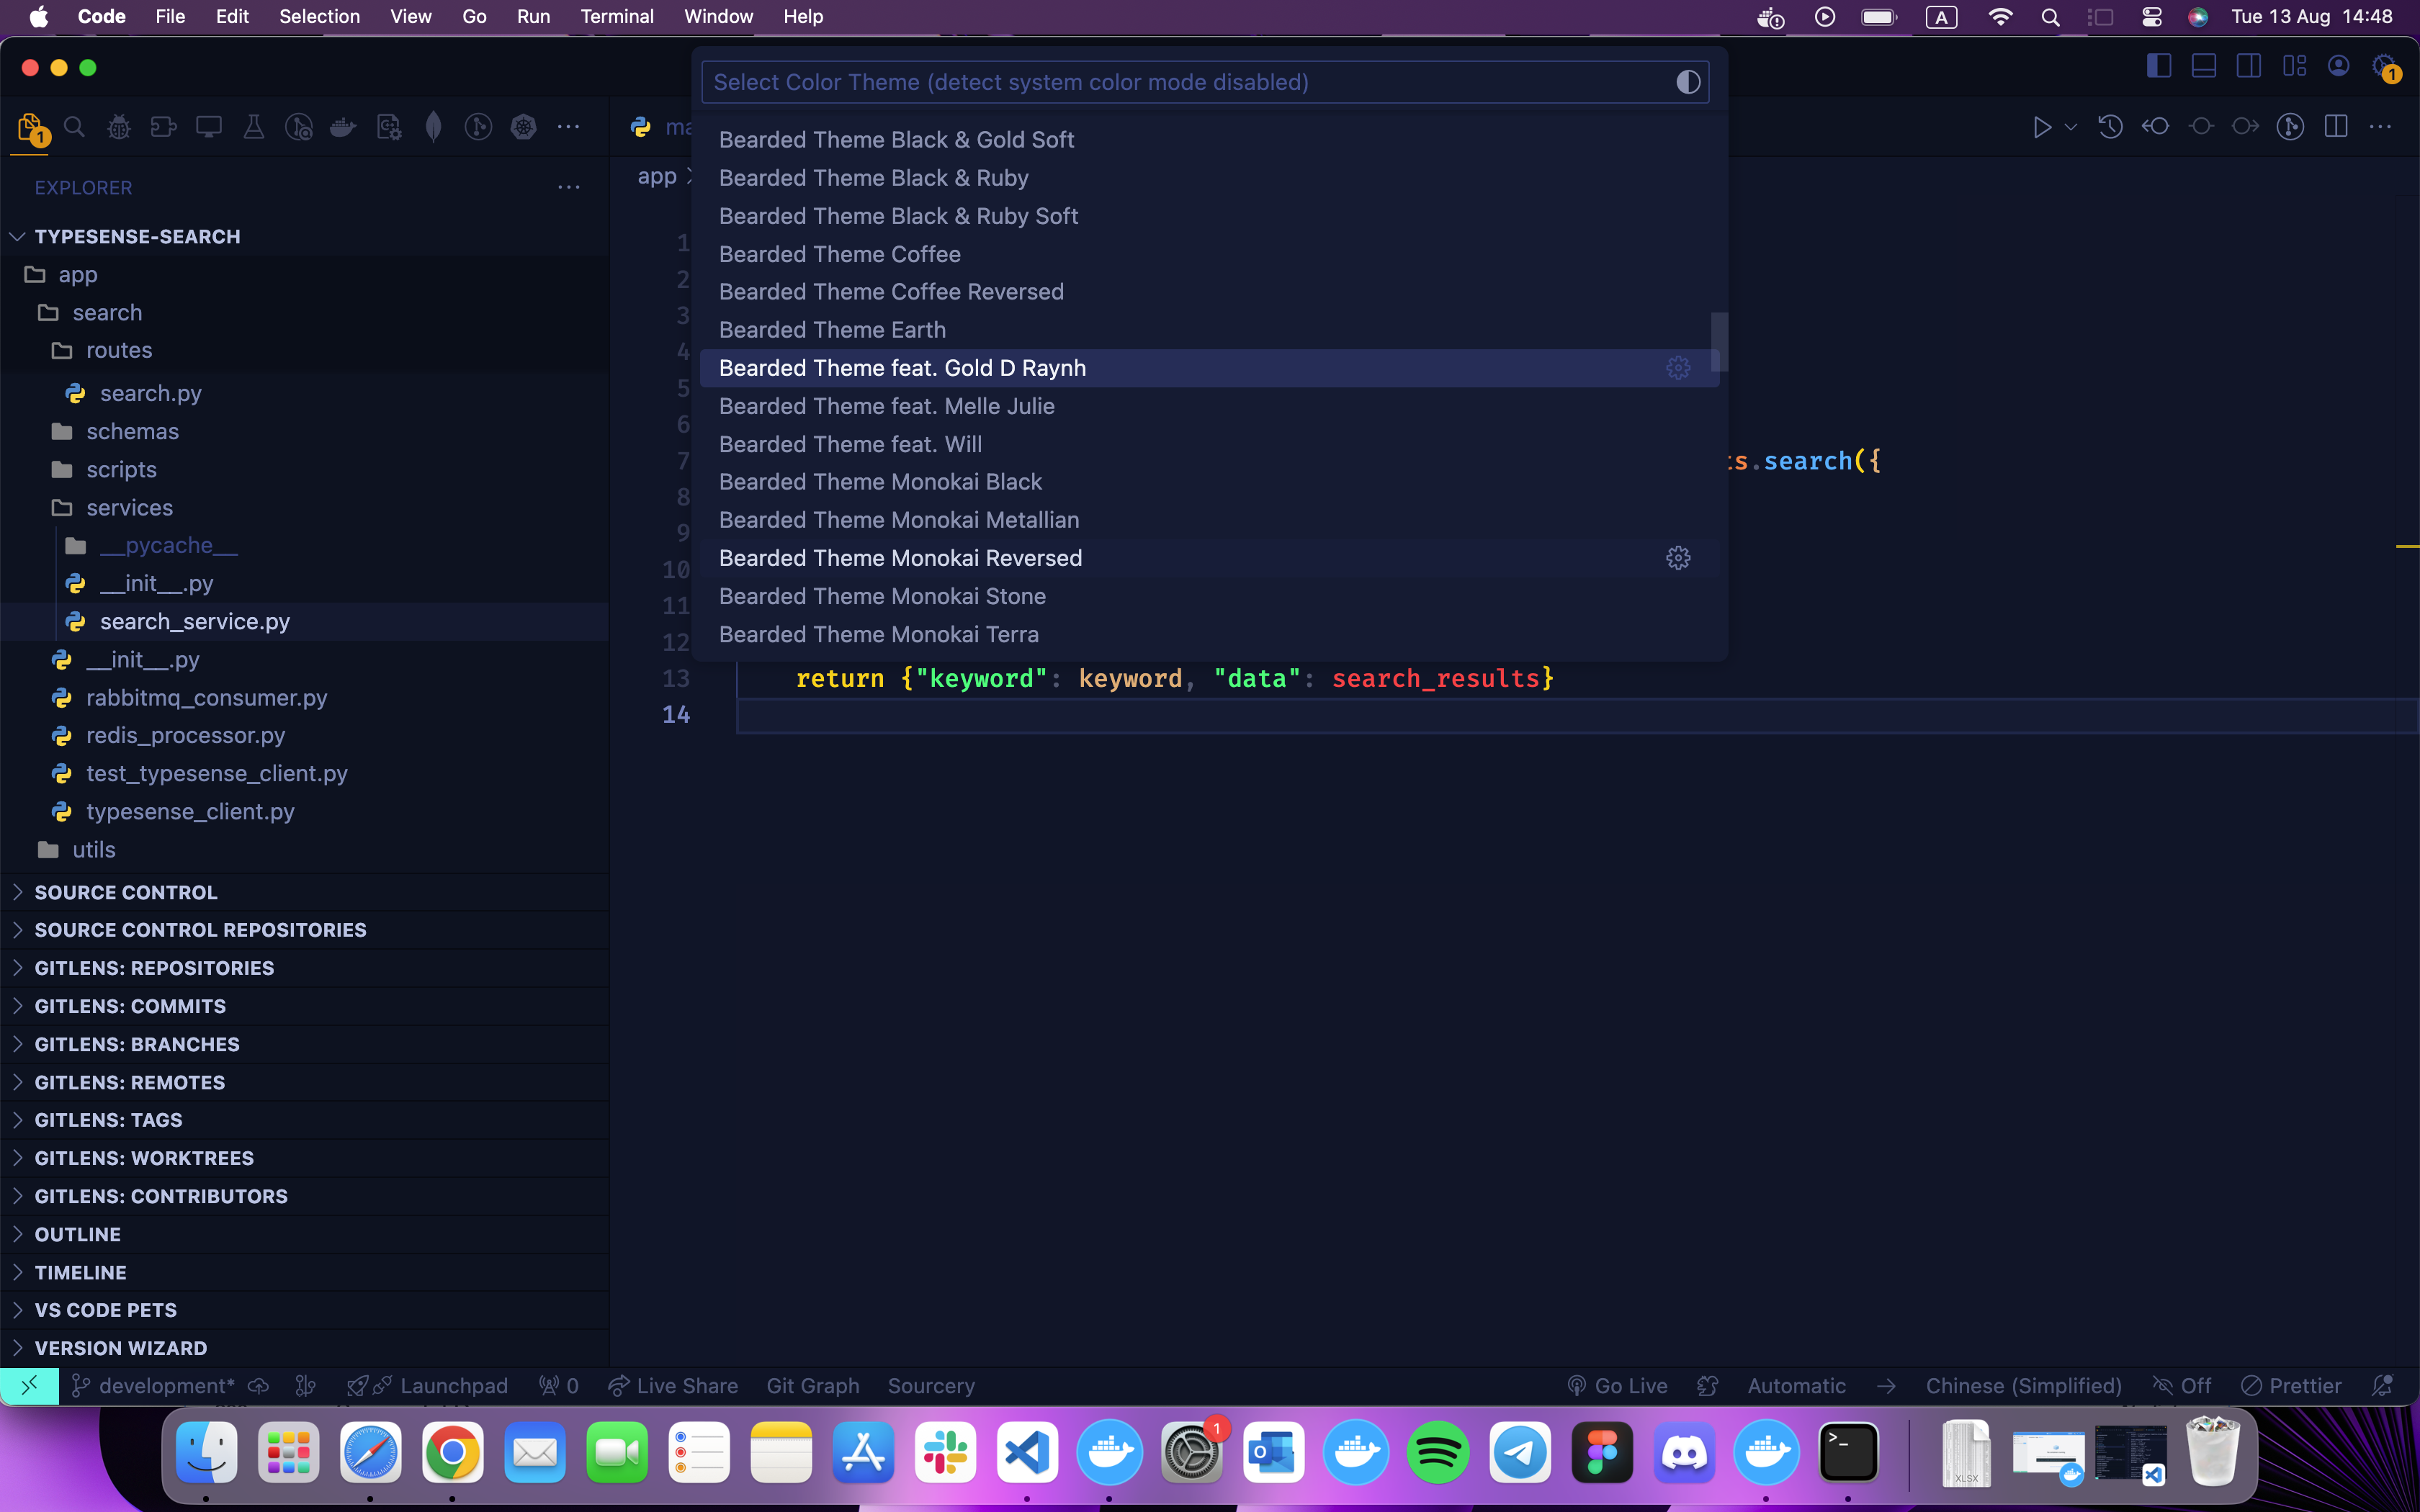 Code File Edit Selection View Go Run Terminal Window Help A Tue 13 Aug 14:48
Select Color Theme (detect system color mode disabled)
1
1
EXPLORER
TYPESENSE-SEARCH
app
search
routes
search.py
schemas
scripts
services
__pycache__
__init__.py
search_service.py
__init__.py
rabbitmq_consumer.py
redis_processor.py
test_typesense_client.py
typesense_client.py
utils
SOURCE CONTROL
SOURCE CONTROL REPOSITORIES
GITLENS: REPOSITORIES
GITLENS: COMMITS
GITLENS: BRANCHES
GITLENS: REMOTES
GITLENS: TAGS
GITLENS: WORKTREES
GITLENS: CONTRIBUTORS
OUTLINE
TIMELINE
VS CODE PETS
VERSION WIZARD
app >
Bearded Theme Black & Gold Soft
Bearded Theme Black & Ruby
Bearded Theme Black & Ruby Soft
Bearded Theme Coffee
Bearded Theme Coffee Reversed
Bearded Theme Earth
Bearded Theme feat. Gold D Raynh
Bearded Theme feat. Melle Julie
Bearded Theme feat. Will
Bearded Theme Monokai Black
Bearded Theme Monokai Metallian
Bearded Theme Monokai Reversed
Bearded Theme Monokai Stone
Bearded Theme Monokai Terra
1
2
3
4
5
6
7 .search({
8
9
10
11
12
13 return {"keyword": keyword, "data": search_results}
14
development* Launchpad 0 Live Share Git Graph Sourcery Go Live Automatic Chinese (Simplified) Off Prettier
1
XLSX